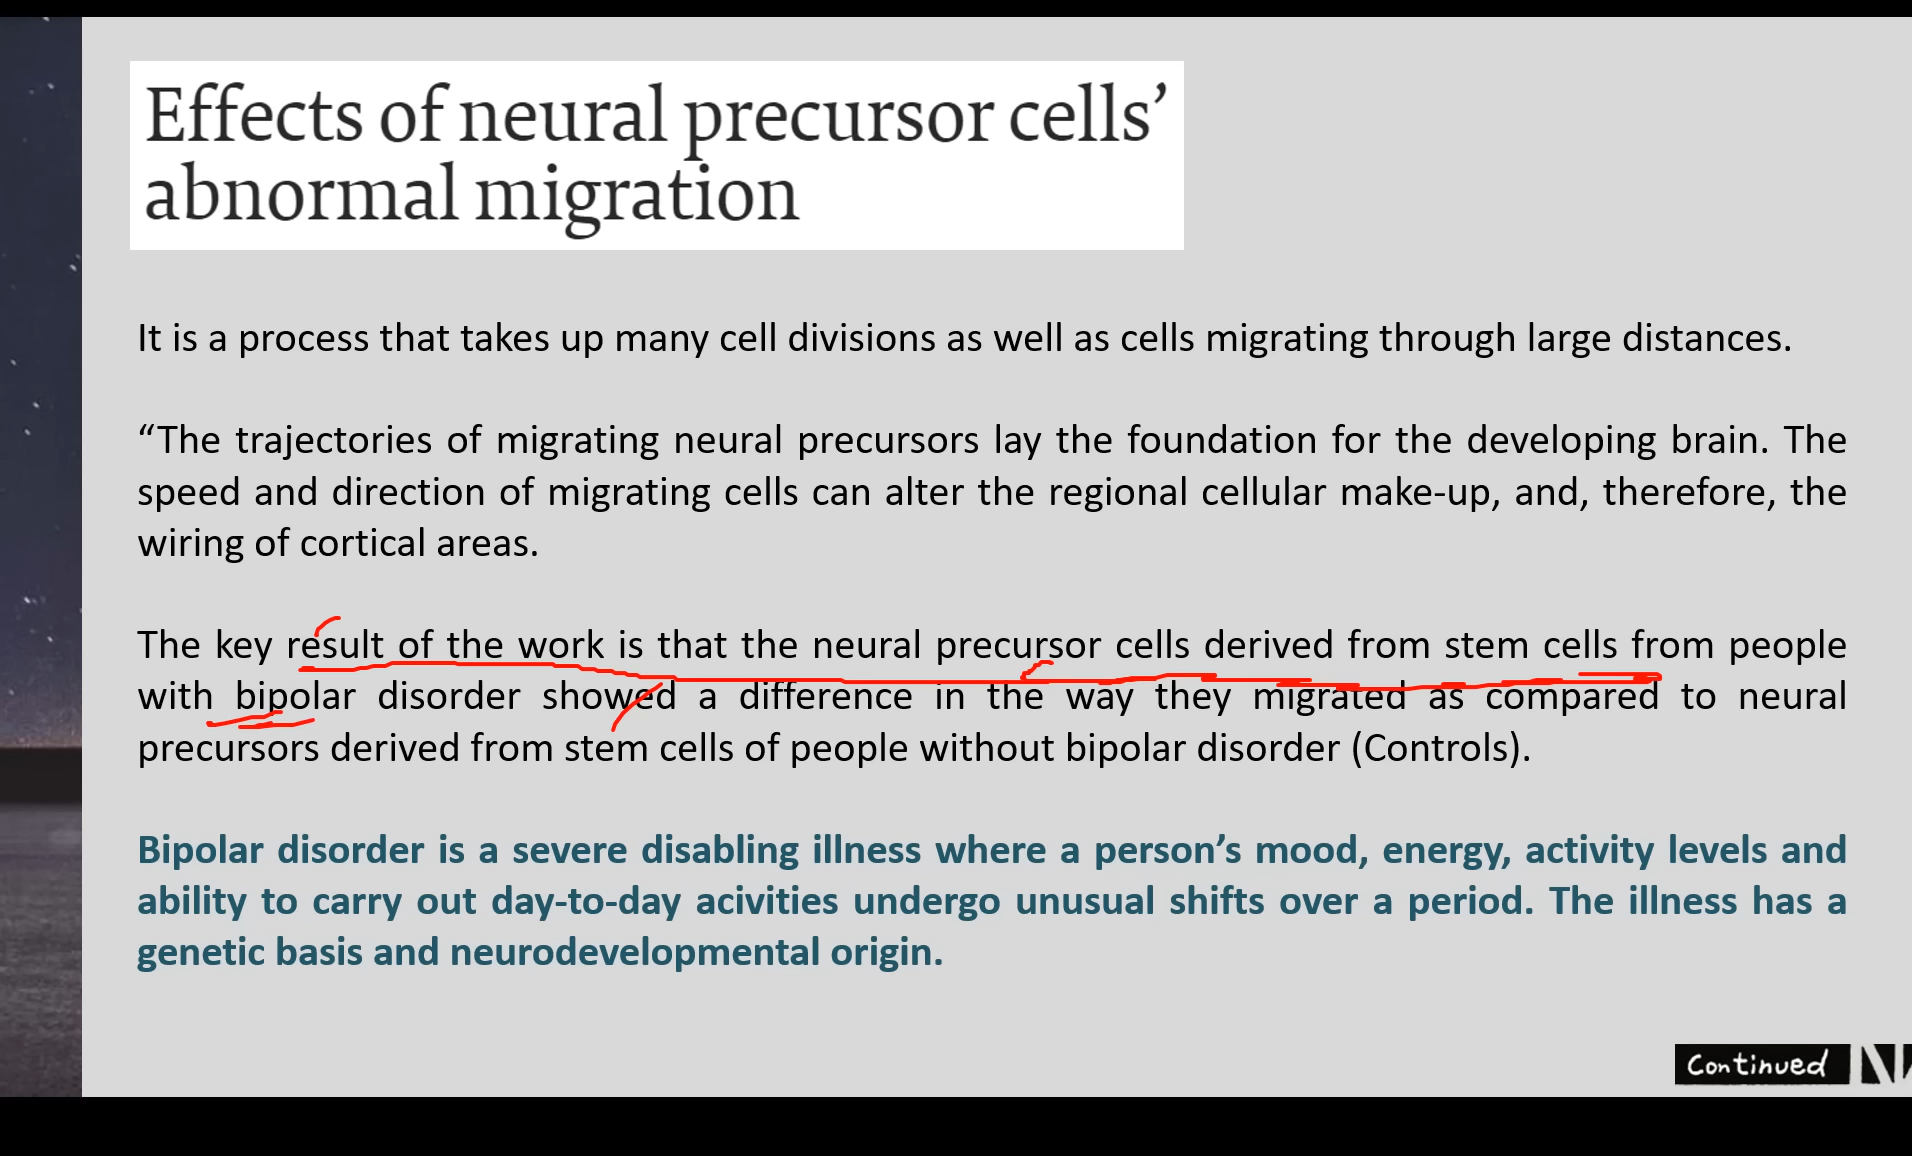 Effects of neural precursor cells’
abnormal migration
It is a process that takes up many cell divisions as well as cells migrating through large distances.
“The trajectories of migrating neural precursors lay the foundation for the developing brain. The
speed and direction of migrating cells can alter the regional cellular make-up, and, therefore, the
wiring of cortical areas.
The key result of the work is that the neural precursor cells derived from stem cells from people
with bipolar disorder showed a difference in the way they migrated as compared to neural
precursors derived from stem cells of people without bipolar disorder (Controls).
Bipolar disorder is a severe disabling illness where a person’s mood, energy, activity levels and
ability to carry out day-to-day acivities undergo unusual shifts over a period. The illness has a
genetic basis and neurodevelopmental origin.
Continued